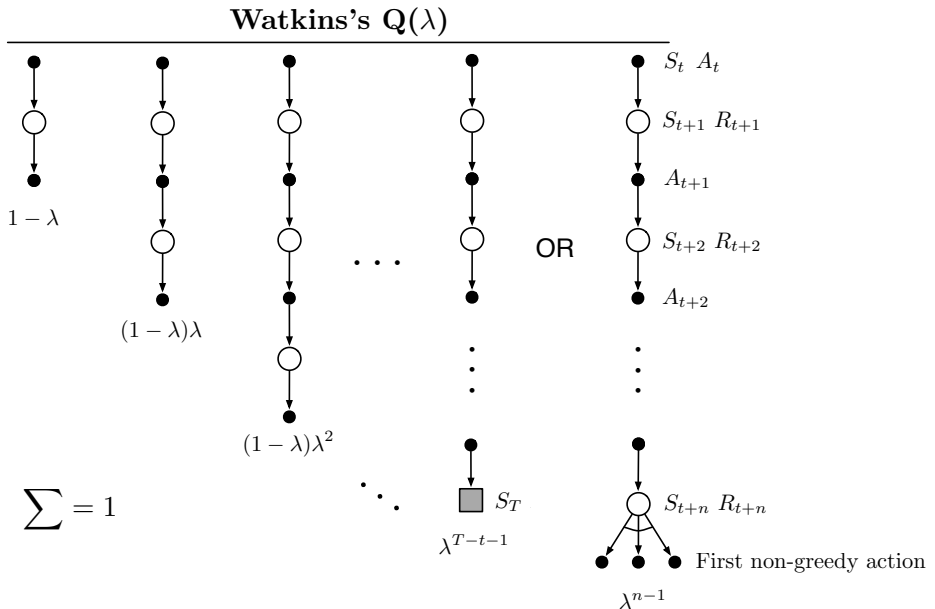 Watkins's Q(λ)
S_t A_t
S_{t+1} R_{t+1}
A_{t+1}
1 − λ
S_{t+2} R_{t+2}
OR
A_{t+2}
(1 − λ)λ
(1 − λ)λ^2
∑ = 1
S_T
S_{t+n} R_{t+n}
λ^{T−t−1}
First non-greedy action
λ^{n−1}